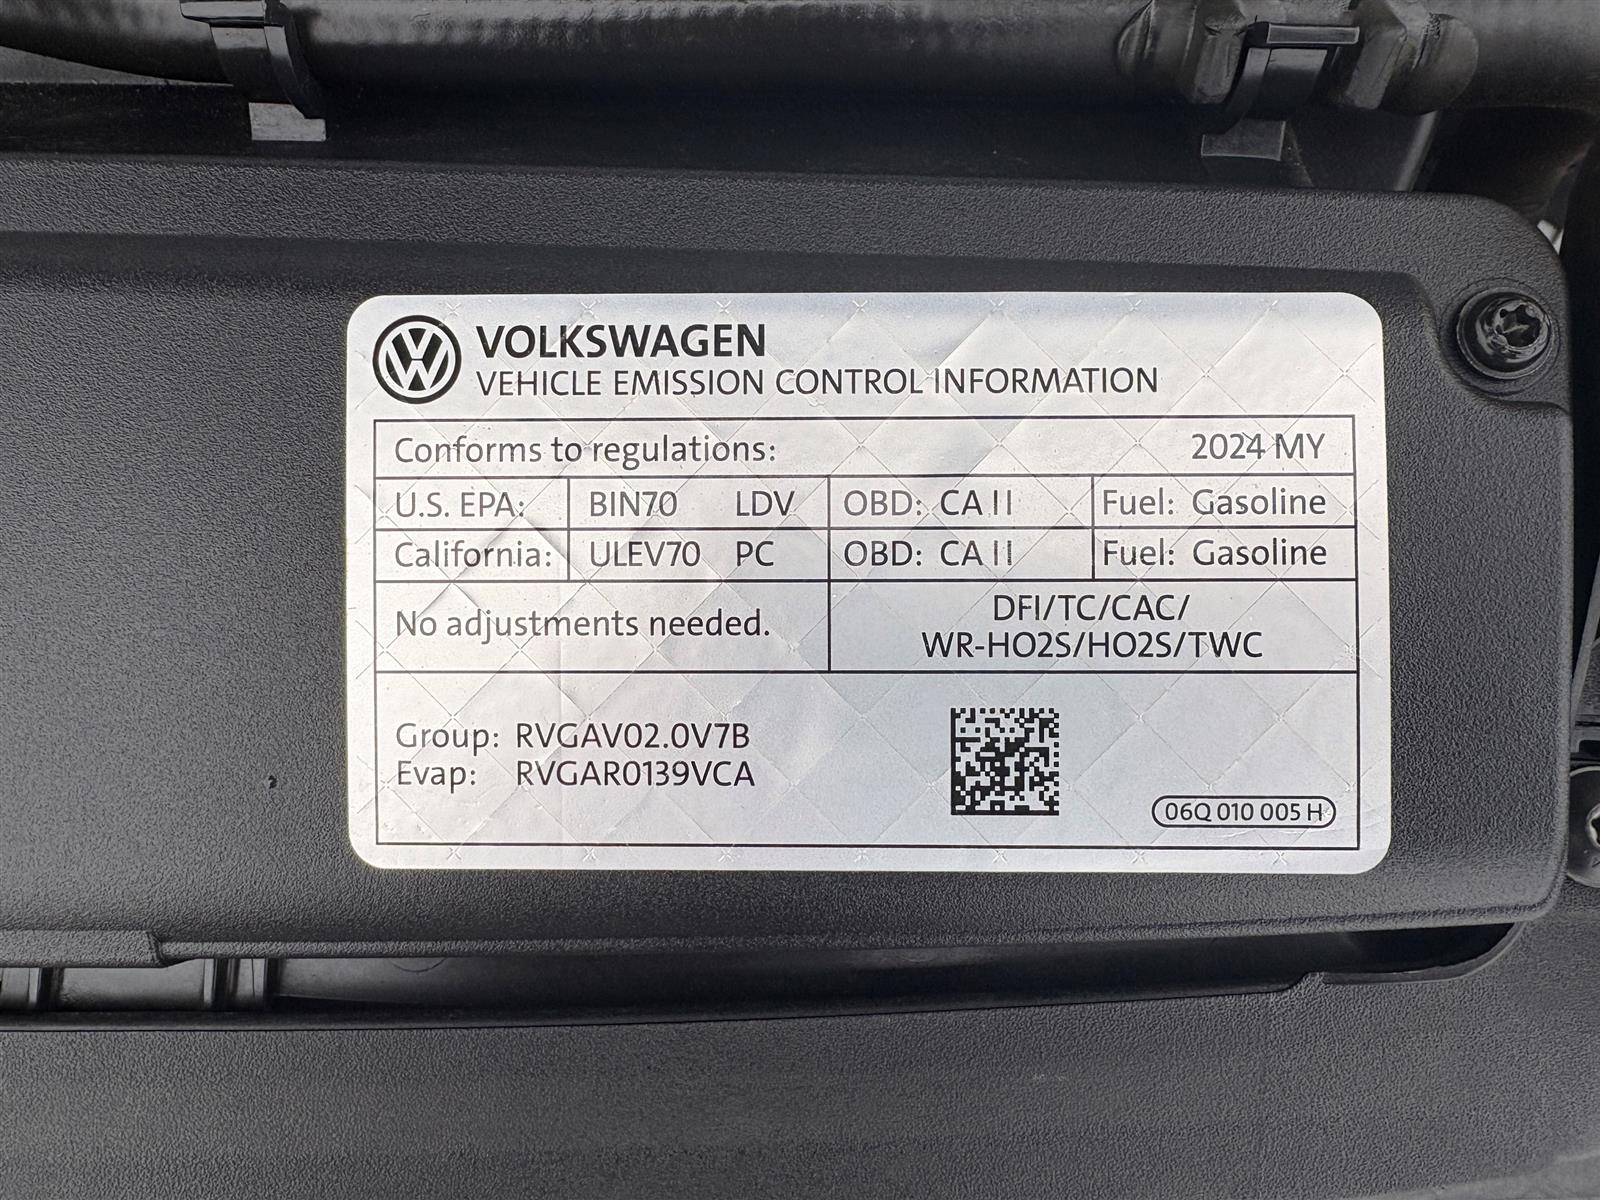 VOLKSWAGEN
VEHICLE EMISSION CONTROL INFORMATION
Conforms to regulations: 2024 MY
U.S. EPA: BIN70 LDV OBD: CA II Fuel: Gasoline
California: ULEV70 PC OBD: CA II Fuel: Gasoline
No adjustments needed.
DFI/TC/CAC/
WR-HO2S/HO2S/TWC
Group: RVGAV02.0V7B
Evap: RVGAR0139VCA
06Q 010 005 H